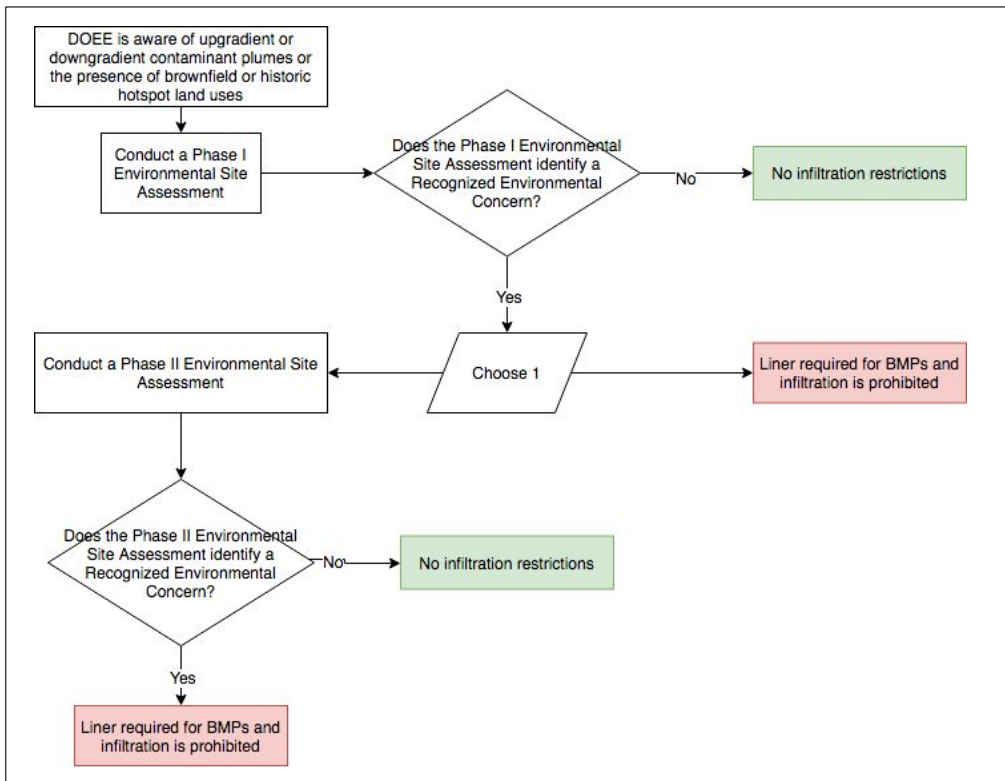 DOEE is aware of upgradient or
downgradient contaminant plumes or
the presence of brownfield or historic
hotspot land uses
Conduct a Phase I
Environmental Site
Assessment
Does the Phase I Environmental
Site Assessment identify a
Recognized Environmental
Concern?
No
No infiltration restrictions
Yes
Choose 1
Conduct a Phase II Environmental Site
Assessment
Liner required for BMPs and
infiltration is prohibited
Does the Phase II Environmental
Site Assessment identify a
Recognized Environmental
Concern?
No
No infiltration restrictions
Yes
Liner required for BMPs and
infiltration is prohibited